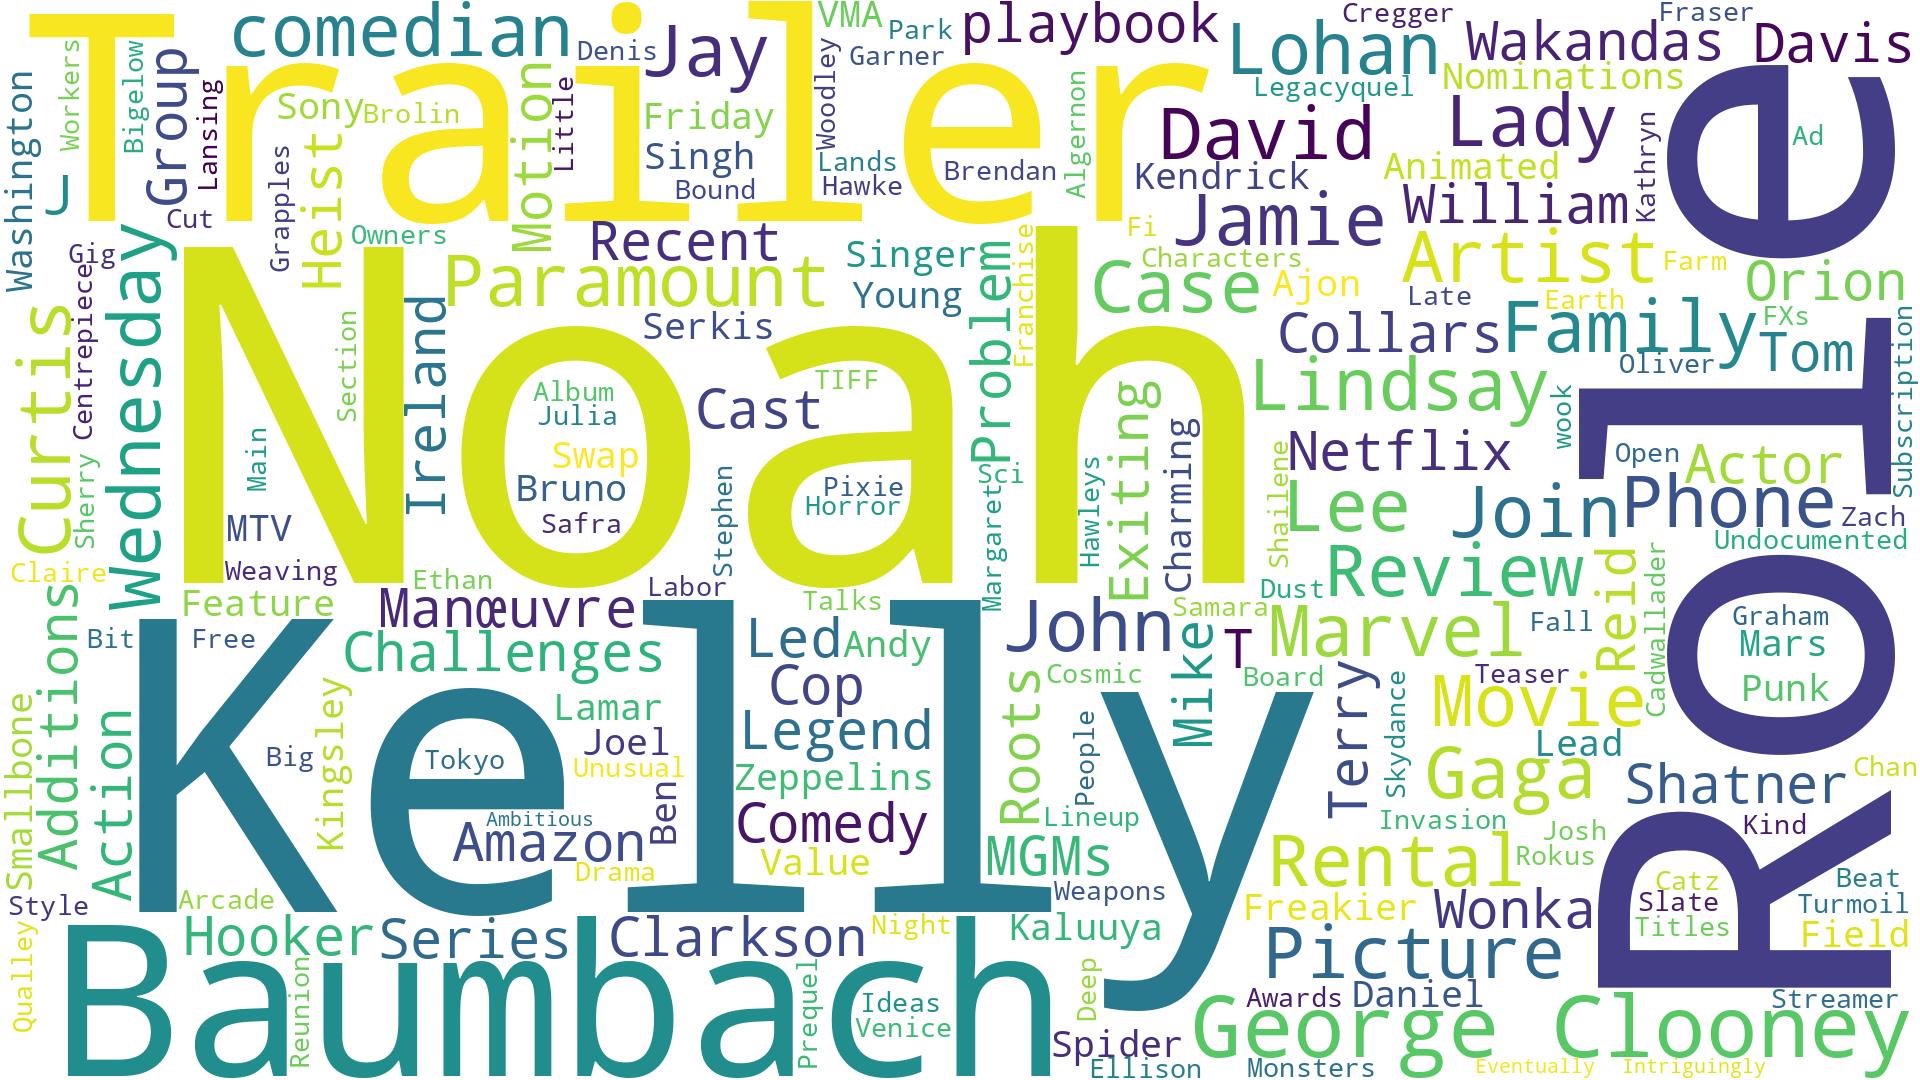 Trailer
Noah
Kelly
Baumbach
Role
comedian
Denis
Jay
VMA
Park
Garner
playbook
Cregger
Fraser
Lohan
Wakandas
Davis
Workers
Bigelow
Group
Lansing
Sony
Brolin
Motion
Little
Friday
Woodley
Legacyquel
Nominations
Washington
J
Cut
Grapples
Heist
Singh
Bound
Lands
Hawke
Brendan
Algernon
David
Kendrick
Lady
Animated
Kathryn
Ad
Owners
Recent
Jamie
William
Gig
Wednesday
Paramount
Singer
Young
Fi
Characters
Artist
Farm
Orion
Curtis
Centrepiece
Section
Ireland
Serkis
Problem
Franchise
Case
Ajon
Late
Earth
FXs
Collars
Family
Tom
Oliver
Subscription
Album
Julia
TIFF
Cast
Lindsay
Main
Swap
Bruno
Safra
Stephen
Pixie
Horror
Sci
Exiting
Charming
Netflix
wook
Open
Actor
Sherry
MTV
Margaret
Hawleys
Shailene
Lee
Join
Phone
Zach
Undocumented
Claire
Weaving
Ethan
Labor
Talks
Dust
Review
Reid
Cadwallader
Feature
Manœuvre
Samara
Fall
Graham
Mars
Punk
Additions
Bit
Free
Challenges
Led
Andy
John
Mike
T
Marvel
Cosmic
Board
Teaser
Cop
Roots
Terry
Skydance
Movie
Smallbone
Action
Kingsley
Lamar
Joel
Legend
People
Lead
Big
Tokyo
Unusual
Zeppelins
Gaga
Shatner
Chan
Ambitious
Amazon
Ben
Comedy
Lineup
Invasion
Josh
Kind
Drama
Value
MGMs
Rental
Rokus
Style
Arcade
Weapons
Catz
Slate
Titles
Beat
Turmoil
Field
Qualley
Hooker
Series
Clarkson
Night
Kaluuya
Freakier
Wonka
Picture
Reunion
Prequel
Ideas
Venice
Deep
Awards
Daniel
Streamer
Spider
George
Clooney
Ellison
Monsters
Eventually
Intriguingly